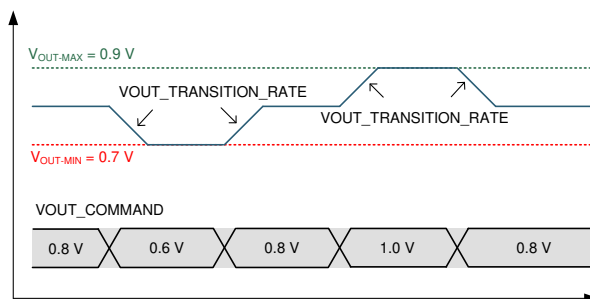 VOUT-MAX = 0.9 V
VOUT_TRANSITION_RATE
VOUT_TRANSITION_RATE
VOUT-MIN = 0.7 V
VOUT_COMMAND
0.8 V 0.6 V 0.8 V 1.0 V 0.8 V